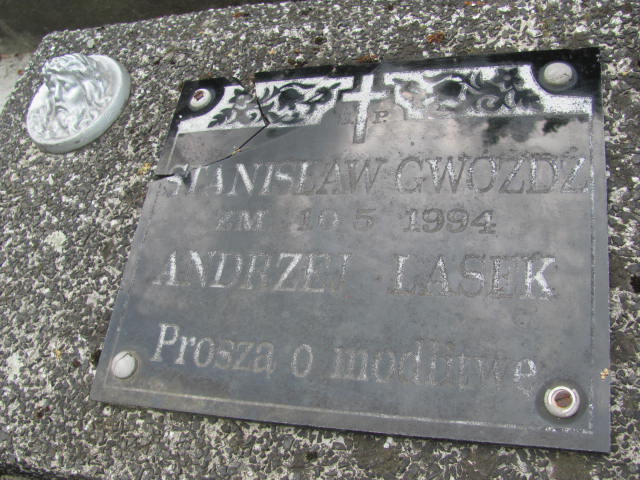 Ś. P.
STANISŁAW GWÓŹDŹ
ZM 10 5 1994
ANDRZEJ LASEK
Proszą o modlitwę